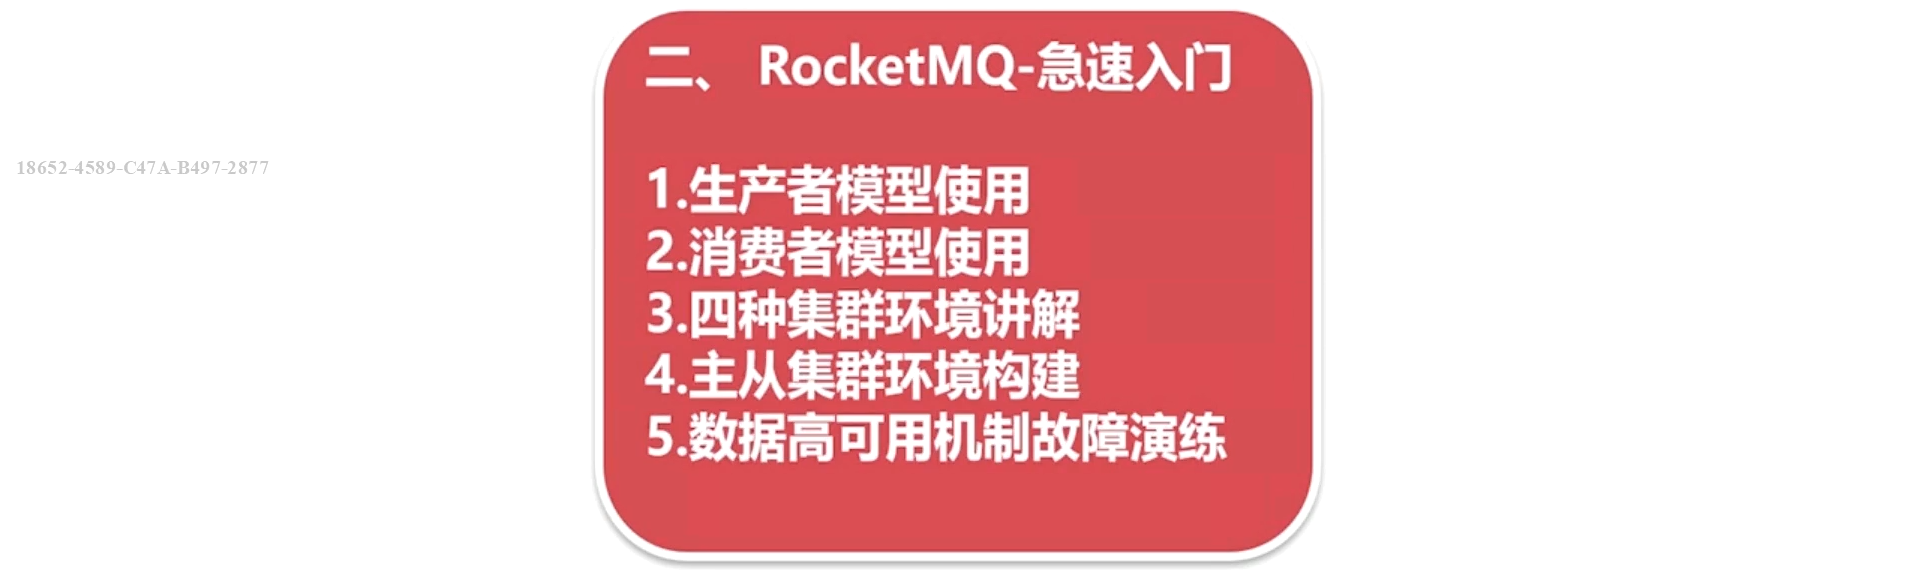 二、 RocketMQ-急速入门
18652-4589-C47A-B497-2877
1.生产者模型使用
2.消费者模型使用
3.四种集群环境讲解
4.主从集群环境构建
5.数据高可用机制故障演练